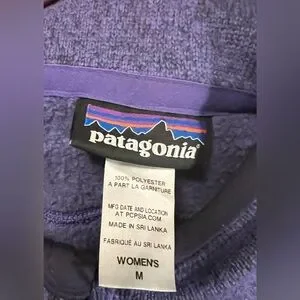 patagonia®
100% POLYESTER
A PART LA GARNITURE
MFG DATE AND LOCATION
AT PCPSIA.COM
MADE IN SRI LANKA
FABRIQUÉ AU SRI LANKA
WOMEN'S
M